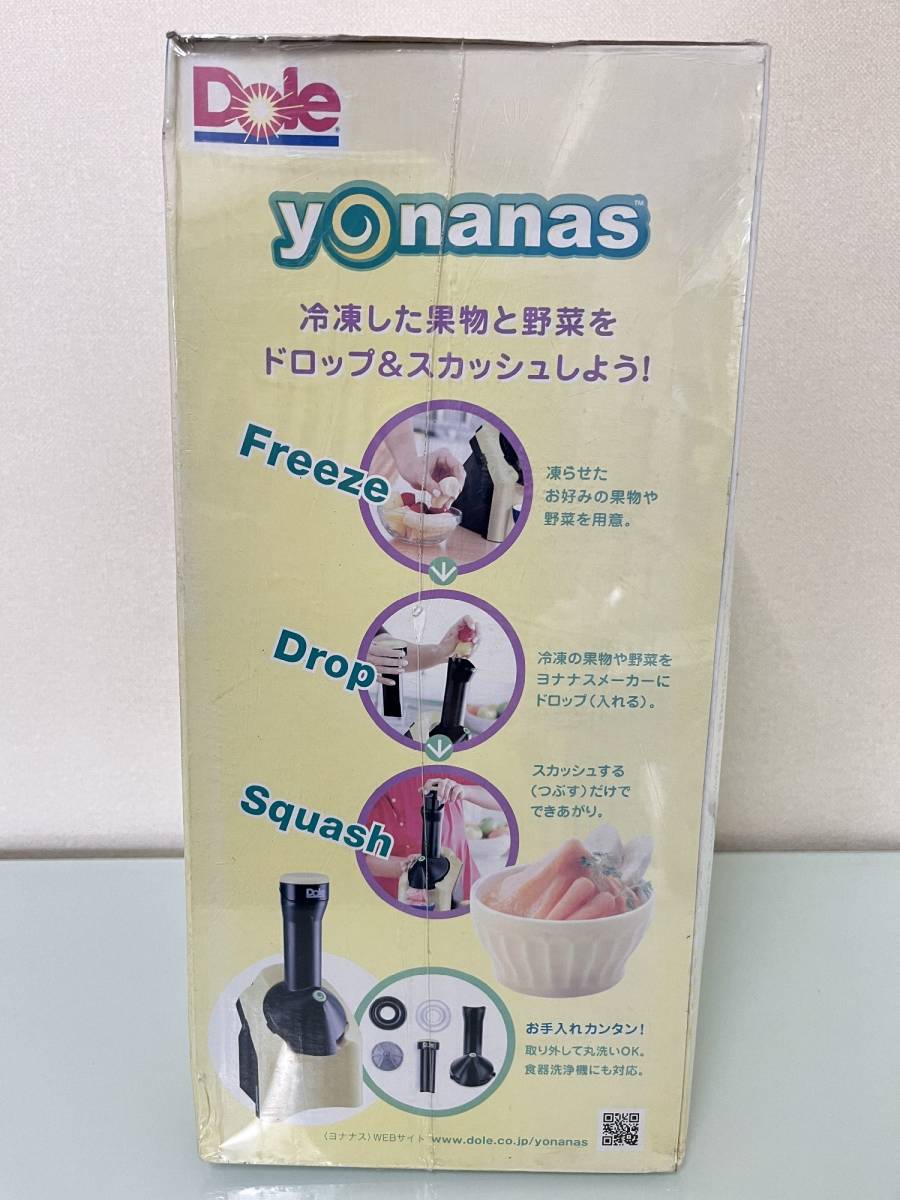 Dole
yonanas™
冷凍した果物と野菜を
ドロップ&スカッシュしよう!
Freeze
凍らせた
お好みの果物や
野菜を用意。
Drop
冷凍の果物や野菜を
ヨナナスメーカーに
ドロップ(入れる)。
Squash
スカッシュする
(つぶす)だけで
できあがり。
Dole
お手入れカンタン!
取り外して丸洗いOK。
食器洗浄機にも対応。
〈ヨナナス〉WEBサイト www.dole.co.jp/yonanas